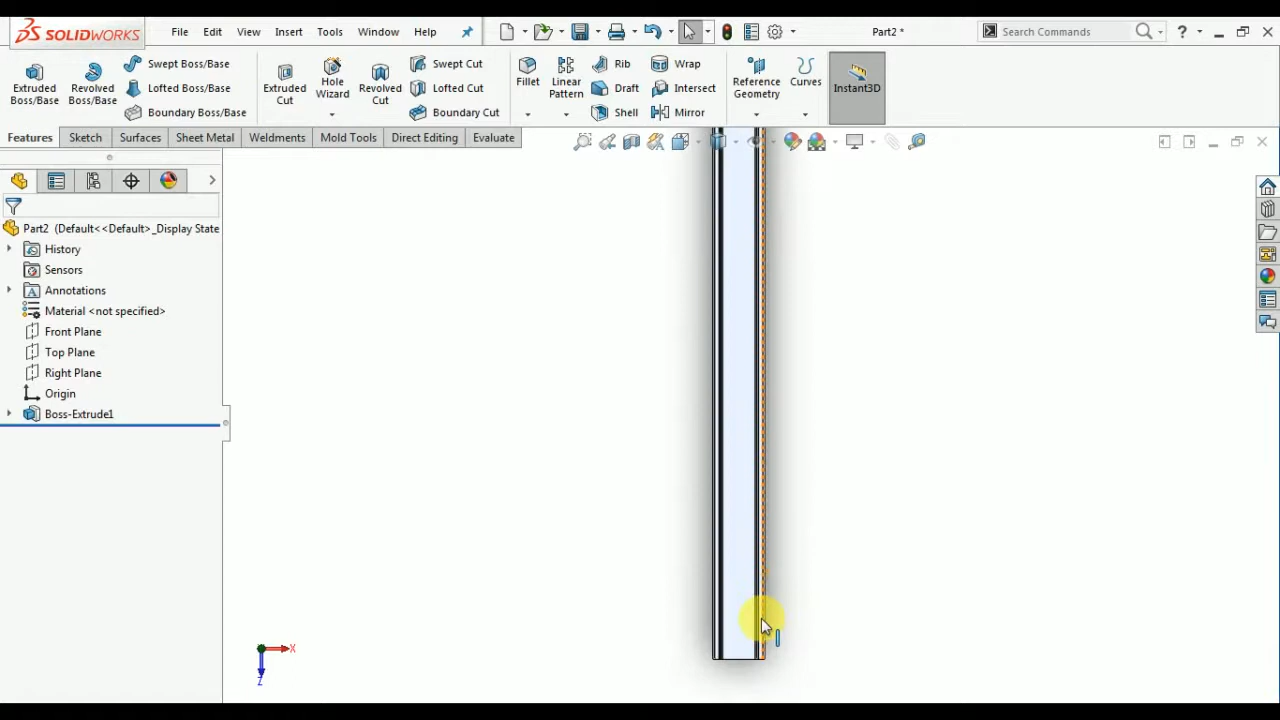 SOLIDWORKS File Edit View Insert Tools Window Help Part2 * Search Commands ?
Extruded Boss/Base
Revolved Boss/Base
Swept Boss/Base
Lofted Boss/Base
Boundary Boss/Base
Extruded Cut
Hole Wizard
Revolved Cut
Swept Cut
Lofted Cut
Boundary Cut
Fillet
Linear Pattern
Rib
Draft
Shell
Wrap
Intersect
Mirror
Reference Geometry
Curves
Instant3D
Features Sketch Surfaces Sheet Metal Weldments Mold Tools Direct Editing Evaluate
Part2 (Default<<Default>_Display State
History
Sensors
Annotations
Material <not specified>
Front Plane
Top Plane
Right Plane
Origin
Boss-Extrude1
X
Z